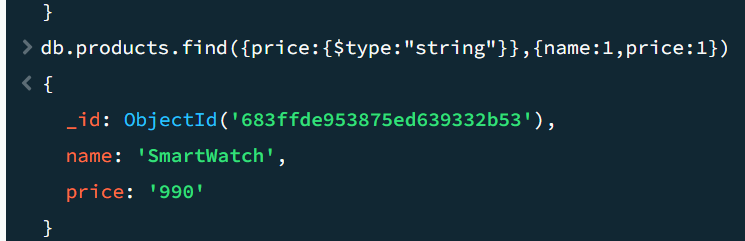 }
> db.products.find({price:{$type:"string"}},{name:1,price:1})
< {
_id: ObjectId('683ffde953875ed639332b53'),
name: 'SmartWatch',
price: '990'
}